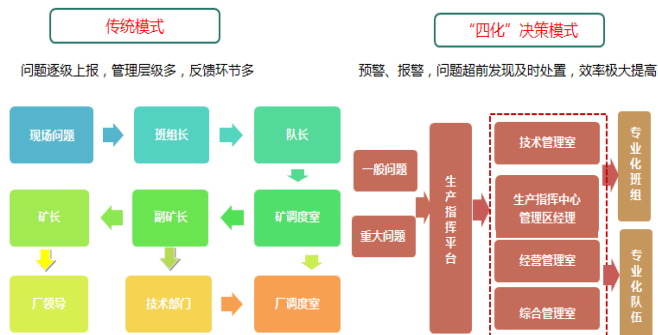 传统模式
“四化”决策模式
问题逐级上报，管理层级多，反馈环节多
预警、报警，问题超前发现及时处置，效率极大提高
现场问题
班组长
队长
矿长
副矿长
矿调度室
厂领导
技术部门
厂调度室
一般问题
重大问题
生产指挥平台
技术管理室
生产指挥中心
管理区经理
经营管理室
综合管理室
专业化班组
专业化队伍